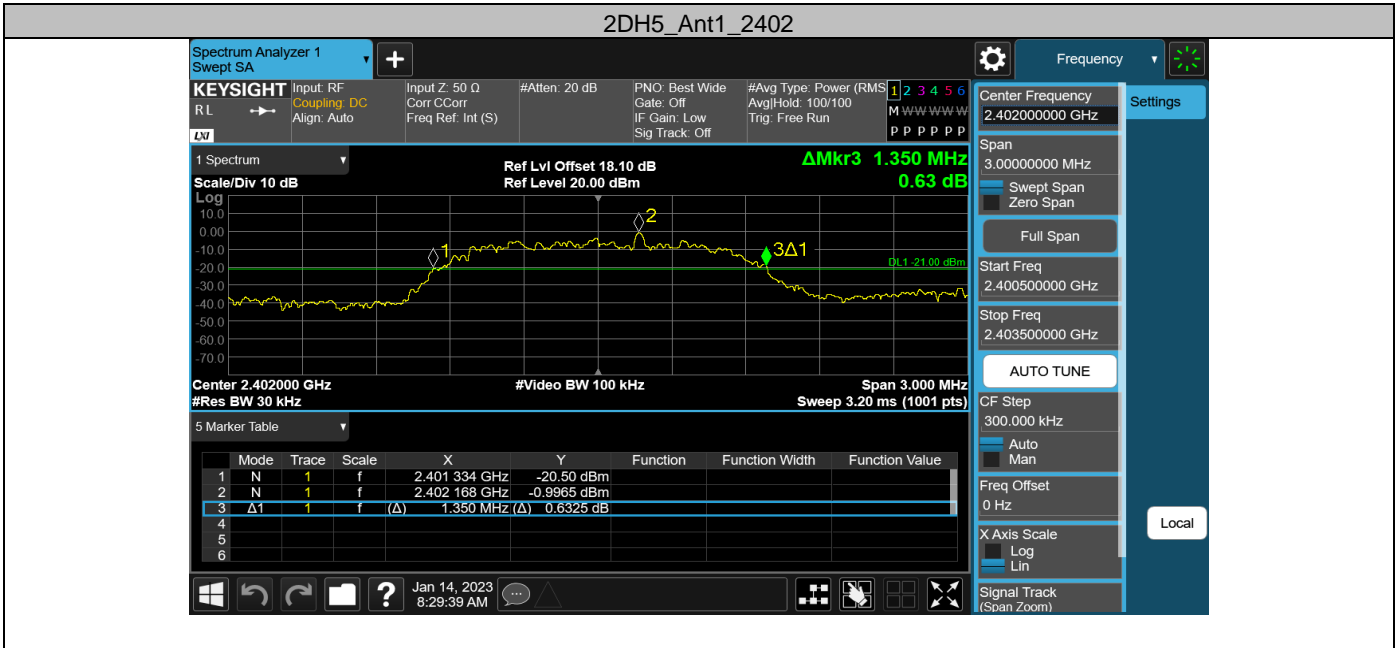 2DH5_Ant1_2402
Spectrum Analyzer 1
Swept SA
Frequency
KEYSIGHT
RL
LXI
Input: RF
Coupling: DC
Align: Auto
Input Z: 50 Ω
Corr CCorr
Freq Ref: Int (S)
#Atten: 20 dB
PNO: Best Wide
Gate: Off
IF Gain: Low
Sig Track: Off
#Avg Type: Power (RMS
Avg|Hold: 100/100
Trig: Free Run
1 2 3 4 5 6
M W W W W W
P P P P P P
1 Spectrum
Scale/Div 10 dB
Ref Lvl Offset 18.10 dB
Ref Level 20.00 dBm
ΔMkr3 1.350 MHz
0.63 dB
Log
10.0
0.00
-10.0
-20.0
-30.0
-40.0
-50.0
-60.0
-70.0
1
2
3Δ1
DL1 -21.00 dBm
Center 2.402000 GHz
#Video BW 100 kHz
Span 3.000 MHz
#Res BW 30 kHz
Sweep 3.20 ms (1001 pts)
5 Marker Table
Mode Trace Scale X Y Function Function Width Function Value
1 N 1 f 2.401 334 GHz -20.50 dBm
2 N 1 f 2.402 168 GHz -0.9965 dBm
3 Δ1 1 f (Δ) 1.350 MHz (Δ) 0.6325 dB
4
5
6
?
Jan 14, 2023
8:29:39 AM
Center Frequency
2.402000000 GHz
Settings
Span
3.00000000 MHz
Swept Span
Zero Span
Full Span
Start Freq
2.400500000 GHz
Stop Freq
2.403500000 GHz
AUTO TUNE
CF Step
300.000 kHz
Auto
Man
Freq Offset
0 Hz
Local
X Axis Scale
Log
Lin
Signal Track
(Span Zoom)